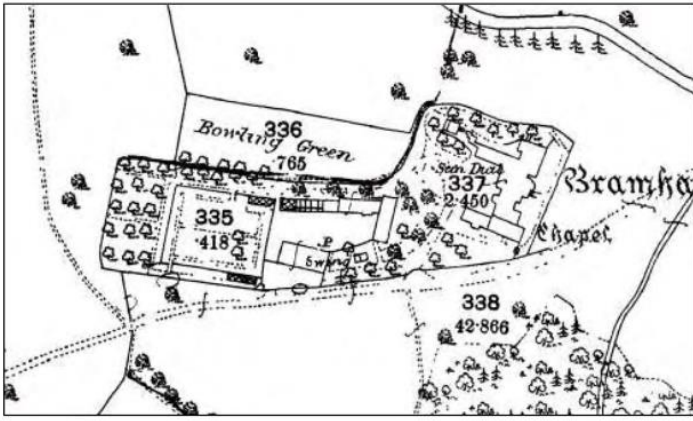 336
Bowling Green
·765
Sun Dial
337
2·450
Bramha
335
·418
Chapel
P
Swing
338
42·866